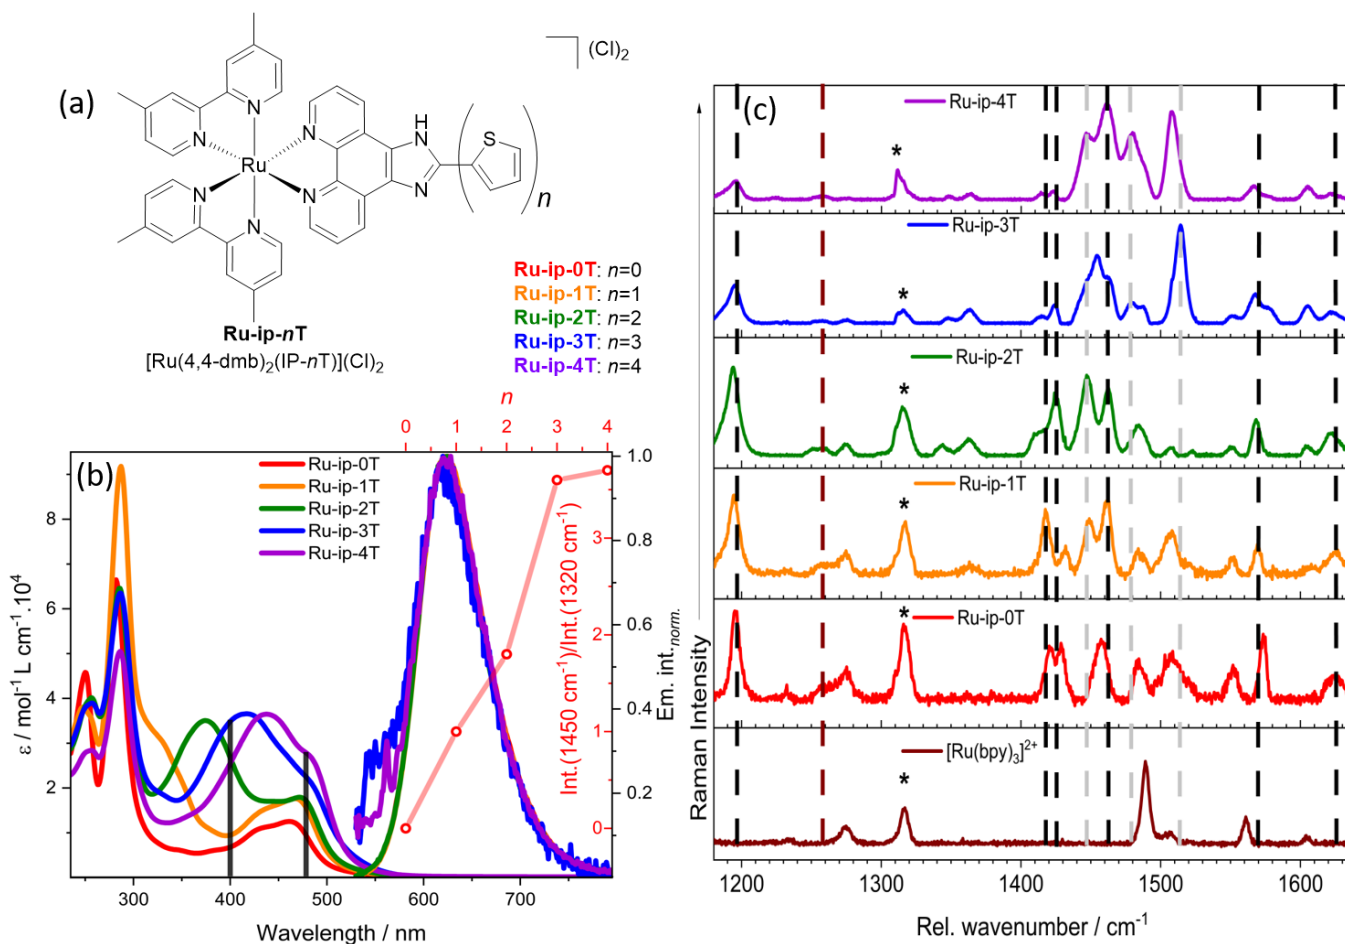 (a)
(Cl)₂
N
N
N
N
N
N
Ru
H
N
N
S
n
Ru-ip-nT
[Ru(4,4-dmb)₂(IP-nT)](Cl)₂
Ru-ip-0T: n=0
Ru-ip-1T: n=1
Ru-ip-2T: n=2
Ru-ip-3T: n=3
Ru-ip-4T: n=4
(b)
n
0 1 2 3 4
Ru-ip-0T
Ru-ip-1T
Ru-ip-2T
Ru-ip-3T
Ru-ip-4T
ε / mol⁻¹ L cm⁻¹.10⁴
8
6
4
2
300 400 500 600 700
Wavelength / nm
Int.(1450 cm⁻¹)/Int.(1320 cm⁻¹)
3
2
1
0
Em. int.norm.
1.0
0.8
0.6
0.4
0.2
(c)
Ru-ip-4T
*
Ru-ip-3T
*
Ru-ip-2T
*
Ru-ip-1T
*
Ru-ip-0T
*
[Ru(bpy)₃]²⁺
*
Raman Intensity
1200 1300 1400 1500 1600
Rel. wavenumber / cm⁻¹